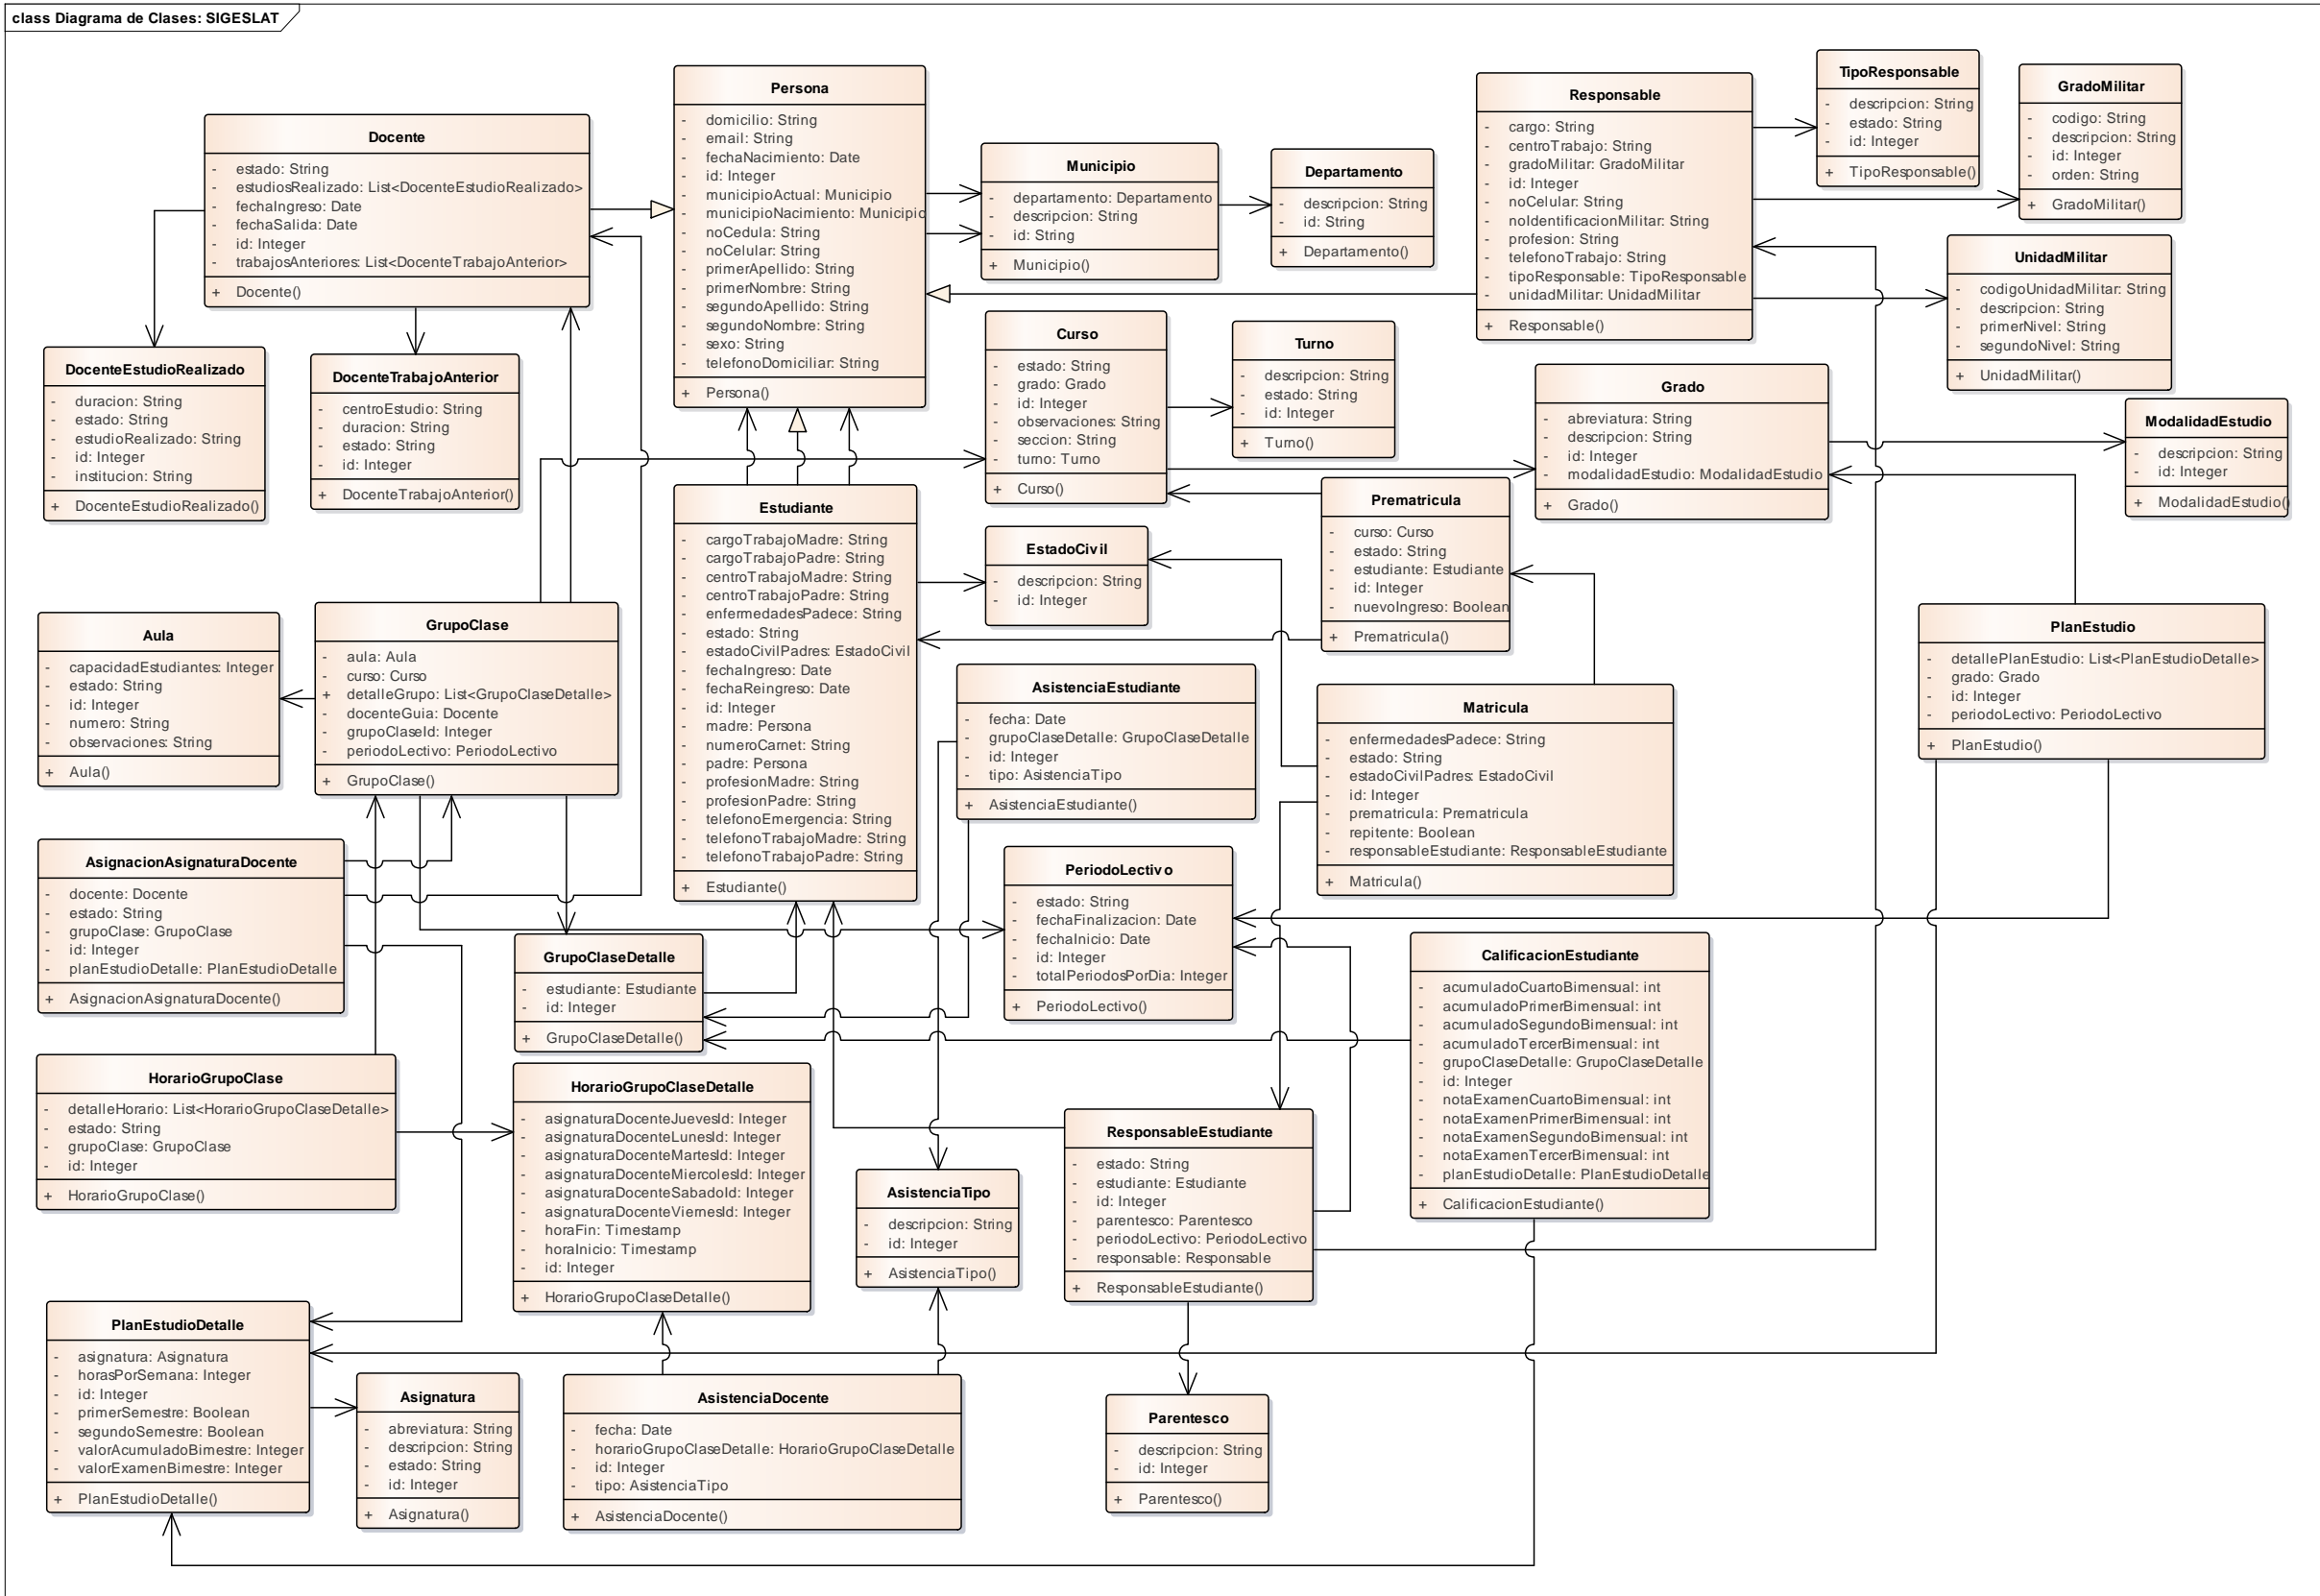 class Diagrama de Clases: SIGESLAT
Persona
- domicilio: String
- email: String
- fechaNacimiento: Date
- id: Integer
- municipioActual: Municipio
- municipioNacimiento: Municipio
- noCedula: String
- noCelular: String
- primerApellido: String
- primerNombre: String
- segundoApellido: String
- segundoNombre: String
- sexo: String
- telefonoDomiciliar: String
+ Persona()
Responsable
- cargo: String
- centroTrabajo: String
- gradoMilitar: GradoMilitar
- id: Integer
- noCelular: String
- noIdentificacionMilitar: String
- profesion: String
- telefonoTrabajo: String
- tipoResponsable: TipoResponsable
- unidadMilitar: UnidadMilitar
+ Responsable()
TipoResponsable
- descripcion: String
- estado: String
- id: Integer
+ TipoResponsable()
GradoMilitar
- codigo: String
- descripcion: String
- id: Integer
- orden: String
+ GradoMilitar()
Docente
- estado: String
- estudiosRealizado: List<DocenteEstudioRealizado>
- fechaIngreso: Date
- fechaSalida: Date
- id: Integer
- trabajosAnteriores: List<DocenteTrabajoAnterior>
+ Docente()
Municipio
- departamento: Departamento
- descripcion: String
- id: String
+ Municipio()
Departamento
- descripcion: String
- id: String
+ Departamento()
UnidadMilitar
- codigoUnidadMilitar: String
- descripcion: String
- primerNivel: String
- segundoNivel: String
+ UnidadMilitar()
DocenteEstudioRealizado
- duracion: String
- estado: String
- estudioRealizado: String
- id: Integer
- institucion: String
+ DocenteEstudioRealizado()
DocenteTrabajoAnterior
- centroEstudio: String
- duracion: String
- estado: String
- id: Integer
+ DocenteTrabajoAnterior()
Curso
- estado: String
- grado: Grado
- id: Integer
- observaciones: String
- seccion: String
- turno: Turno
+ Curso()
Turno
- descripcion: String
- estado: String
- id: Integer
+ Turno()
Grado
- abreviatura: String
- descripcion: String
- id: Integer
- modalidadEstudio: ModalidadEstudio
+ Grado()
ModalidadEstudio
- descripcion: String
- id: Integer
+ ModalidadEstudio()
Estudiante
- cargoTrabajoMadre: String
- cargoTrabajoPadre: String
- centroTrabajoMadre: String
- centroTrabajoPadre: String
- enfermedadesPadece: String
- estado: String
- estadoCivilPadres: EstadoCivil
- fechaIngreso: Date
- fechaReingreso: Date
- id: Integer
- madre: Persona
- numeroCarnet: String
- padre: Persona
- profesionMadre: String
- profesionPadre: String
- telefonoEmergencia: String
- telefonoTrabajoMadre: String
- telefonoTrabajoPadre: String
+ Estudiante()
EstadoCivil
- descripcion: String
- id: Integer
Prematricula
- curso: Curso
- estado: String
- estudiante: Estudiante
- id: Integer
- nuevoIngreso: Boolean
+ Prematricula()
Aula
- capacidadEstudiantes: Integer
- estado: String
- id: Integer
- numero: String
- observaciones: String
+ Aula()
GrupoClase
- aula: Aula
- curso: Curso
+ detalleGrupo: List<GrupoClaseDetalle>
- docenteGuia: Docente
- grupoClaseId: Integer
- periodoLectivo: PeriodoLectivo
+ GrupoClase()
AsistenciaEstudiante
- fecha: Date
- grupoClaseDetalle: GrupoClaseDetalle
- id: Integer
- tipo: AsistenciaTipo
+ AsistenciaEstudiante()
Matricula
- enfermedadesPadece: String
- estado: String
- estadoCivilPadres: EstadoCivil
- id: Integer
- prematricula: Prematricula
- repitente: Boolean
- responsableEstudiante: ResponsableEstudiante
+ Matricula()
PlanEstudio
- detallePlanEstudio: List<PlanEstudioDetalle>
- grado: Grado
- id: Integer
- periodoLectivo: PeriodoLectivo
+ PlanEstudio()
AsignacionAsignaturaDocente
- docente: Docente
- estado: String
- grupoClase: GrupoClase
- id: Integer
- planEstudioDetalle: PlanEstudioDetalle
+ AsignacionAsignaturaDocente()
PeriodoLectivo
- estado: String
- fechaFinalizacion: Date
- fechaInicio: Date
- id: Integer
- totalPeriodosPorDia: Integer
+ PeriodoLectivo()
GrupoClaseDetalle
- estudiante: Estudiante
- id: Integer
+ GrupoClaseDetalle()
CalificacionEstudiante
- acumuladoCuartoBimensual: int
- acumuladoPrimerBimensual: int
- acumuladoSegundoBimensual: int
- acumuladoTercerBimensual: int
- grupoClaseDetalle: GrupoClaseDetalle
- id: Integer
- notaExamenCuartoBimensual: int
- notaExamenPrimerBimensual: int
- notaExamenSegundoBimensual: int
- notaExamenTercerBimensual: int
- planEstudioDetalle: PlanEstudioDetalle
+ CalificacionEstudiante()
HorarioGrupoClase
- detalleHorario: List<HorarioGrupoClaseDetalle>
- estado: String
- grupoClase: GrupoClase
- id: Integer
+ HorarioGrupoClase()
HorarioGrupoClaseDetalle
- asignaturaDocenteJuevesId: Integer
- asignaturaDocenteLunesId: Integer
- asignaturaDocenteMartesId: Integer
- asignaturaDocenteMiercolesId: Integer
- asignaturaDocenteSabadoId: Integer
- asignaturaDocenteViernesId: Integer
- horaFin: Timestamp
- horaInicio: Timestamp
- id: Integer
+ HorarioGrupoClaseDetalle()
AsistenciaTipo
- descripcion: String
- id: Integer
+ AsistenciaTipo()
ResponsableEstudiante
- estado: String
- estudiante: Estudiante
- id: Integer
- parentesco: Parentesco
- periodoLectivo: PeriodoLectivo
- responsable: Responsable
+ ResponsableEstudiante()
PlanEstudioDetalle
- asignatura: Asignatura
- horasPorSemana: Integer
- id: Integer
- primerSemestre: Boolean
- segundoSemestre: Boolean
- valorAcumuladoBimestre: Integer
- valorExamenBimestre: Integer
+ PlanEstudioDetalle()
Asignatura
- abreviatura: String
- descripcion: String
- estado: String
- id: Integer
+ Asignatura()
AsistenciaDocente
- fecha: Date
- horarioGrupoClaseDetalle: HorarioGrupoClaseDetalle
- id: Integer
- tipo: AsistenciaTipo
+ AsistenciaDocente()
Parentesco
- descripcion: String
- id: Integer
+ Parentesco()